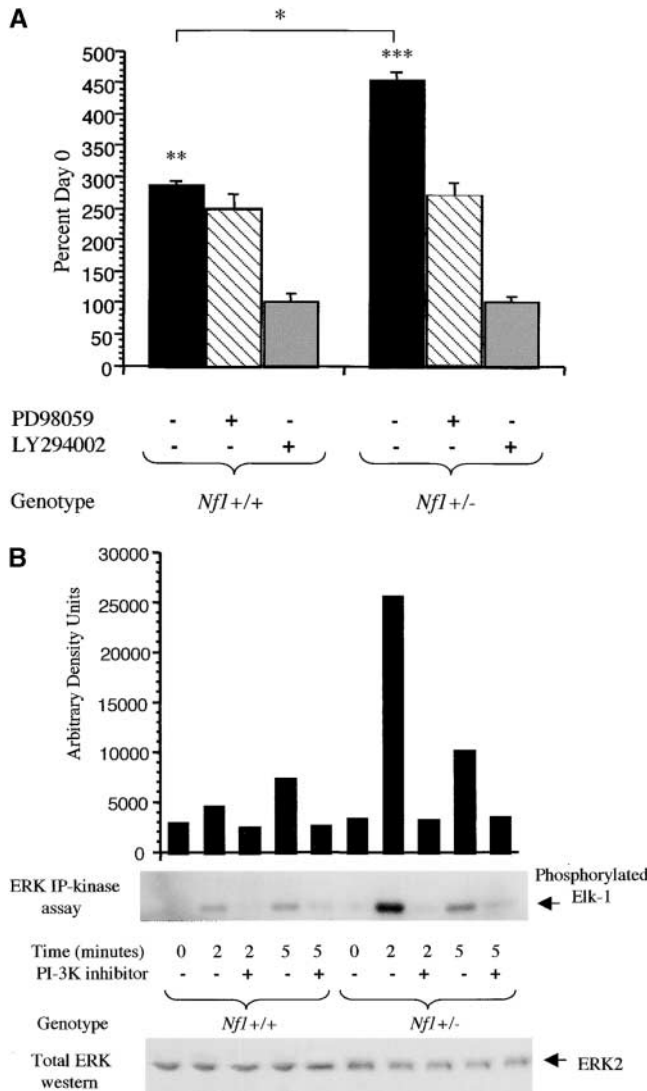 A
*
**
***
Percent Day 0
500
450
400
350
300
250
200
150
100
50
0
PD98059 - + - - + -
LY294002 - - + - - +
Genotype Nf1 +/+ Nf1 +/-
B
Arbitrary Density Units
30000
25000
20000
15000
10000
5000
0
ERK IP-kinase
assay
Phosphorylated
Elk-1
Time (minutes) 0 2 2 5 5 0 2 2 5 5
PI-3K inhibitor - - + - + - - + - +
Genotype Nf1 +/+ Nf1 +/-
Total ERK
western
ERK2